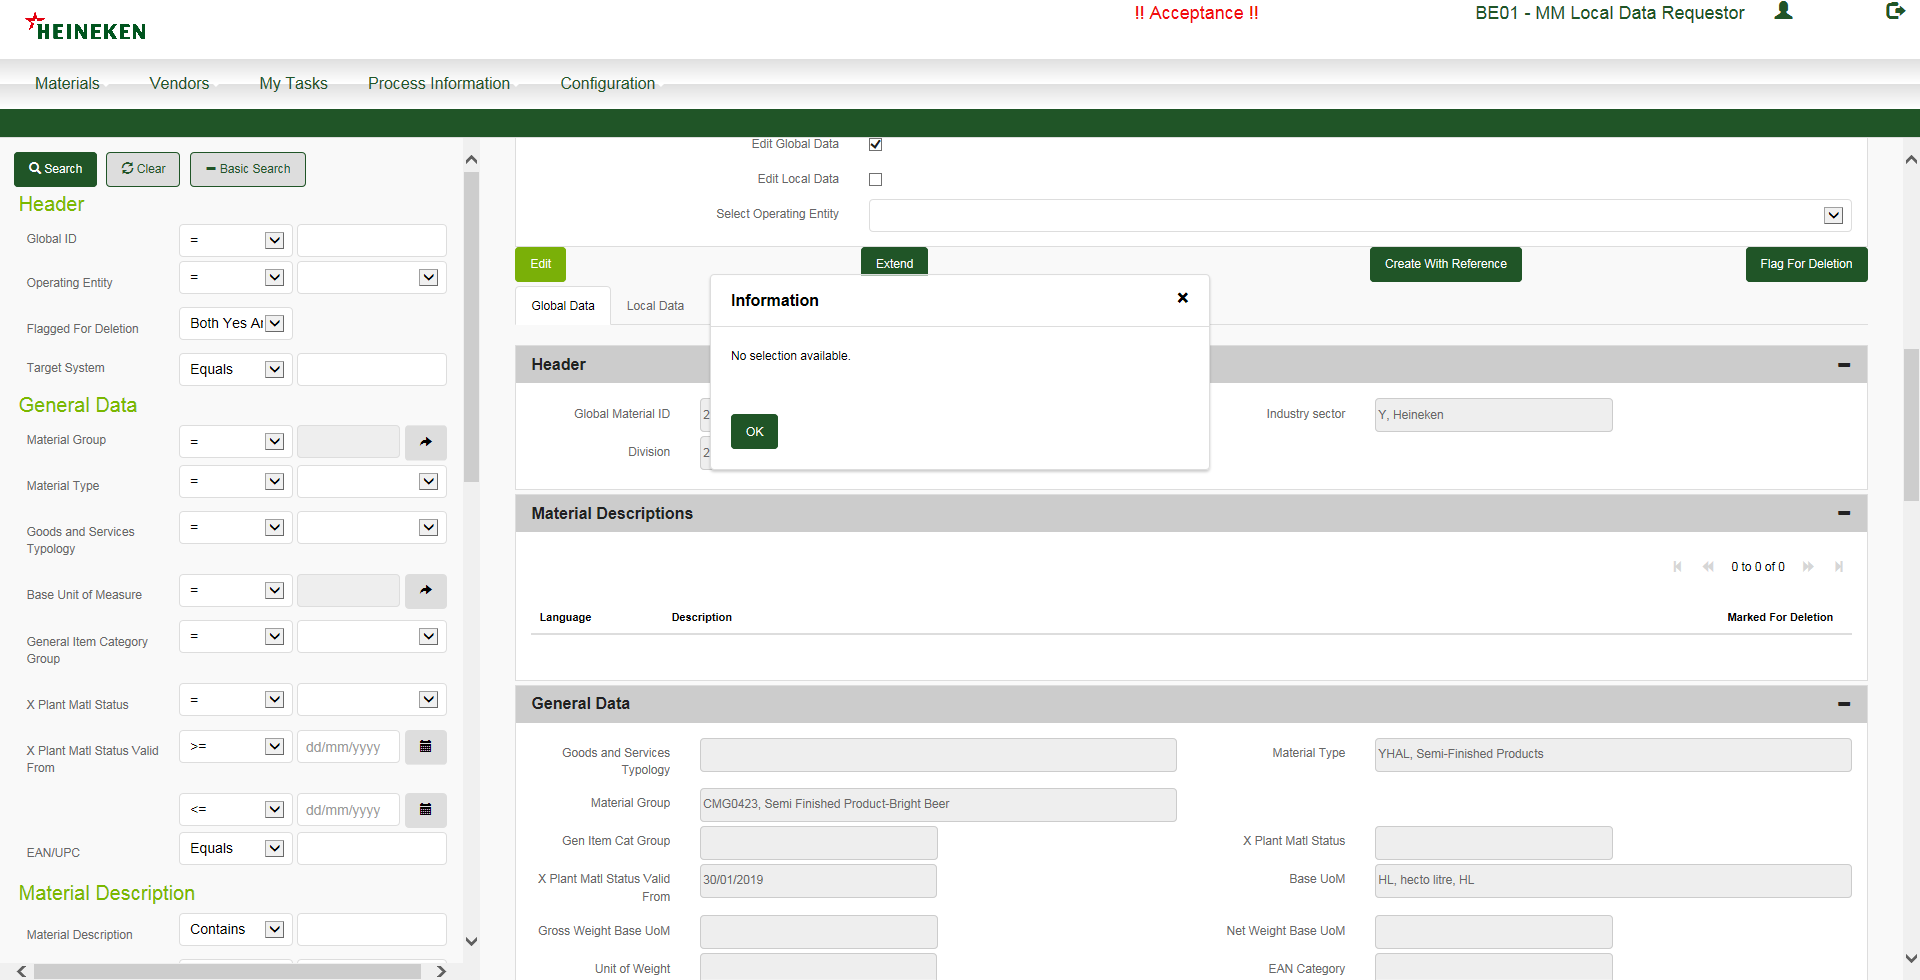 HEINEKEN
!! Acceptance !!
BE01 - MM Local Data Requestor
Materials Vendors My Tasks Process Information Configuration
Search Clear Basic Search
Header
Global ID =
Operating Entity =
Flagged For Deletion Both Yes Ar
Target System Equals
General Data
Material Group =
Material Type =
Goods and Services
Typology
=
Base Unit of Measure =
General Item Category
Group
=
X Plant Matl Status =
X Plant Matl Status Valid
From
>= dd/mm/yyyy
<= dd/mm/yyyy
EAN/UPC Equals
Material Description
Material Description Contains
Edit Global Data
Edit Local Data
Select Operating Entity
Edit Extend Create With Reference Flag For Deletion
Global Data Local Data
Information
No selection available.
OK
Header
Global Material ID 2
Industry sector Y, Heineken
Division 2
Material Descriptions
0 to 0 of 0
Language Description Marked For Deletion
General Data
Goods and Services
Typology
Material Type YHAL, Semi-Finished Products
Material Group CMG0423, Semi Finished Product-Bright Beer
Gen Item Cat Group X Plant Matl Status
X Plant Matl Status Valid
From
30/01/2019
Base UoM HL, hecto litre, HL
Gross Weight Base UoM Net Weight Base UoM
Unit of Weight EAN Category